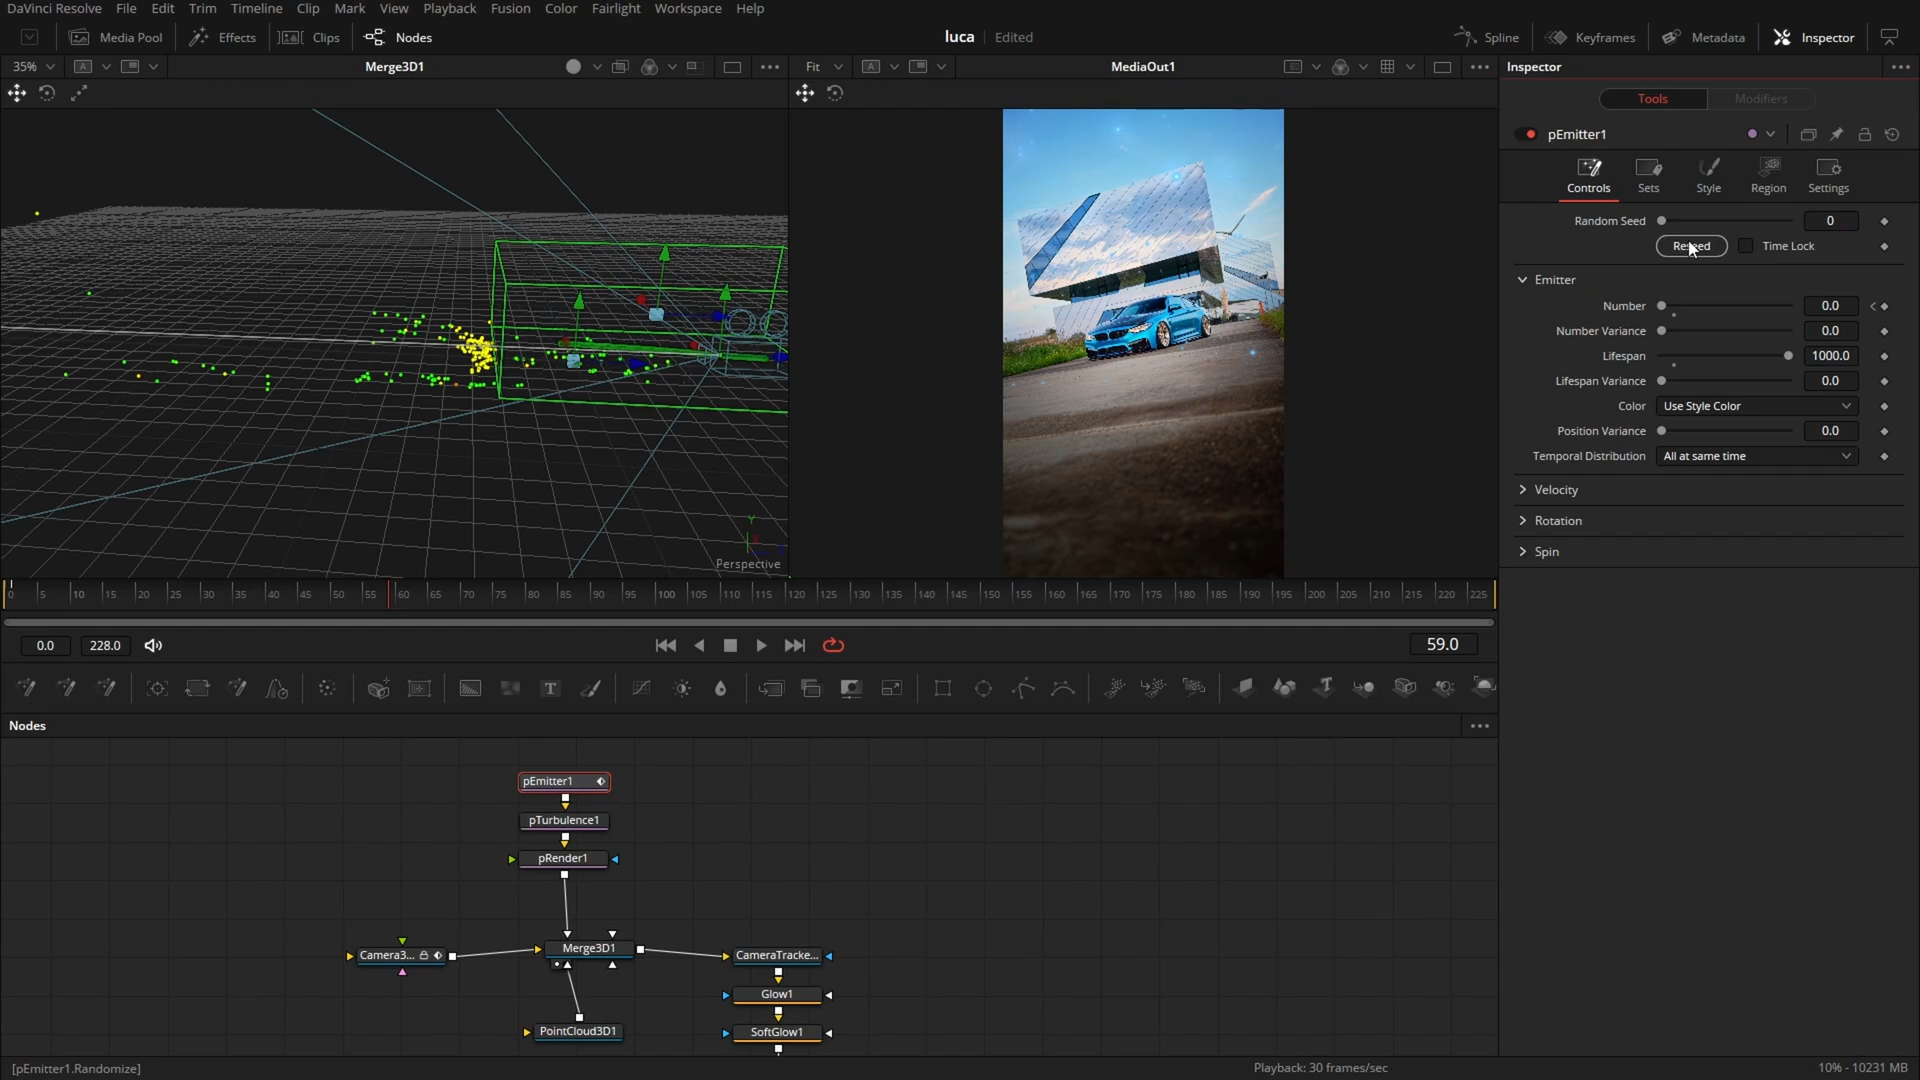 DaVinci Resolve File Edit Trim Timeline Clip Mark View Playback Fusion Color Fairlight Workspace Help
Media Pool Effects Clips Nodes luca Edited Spline Keyframes Metadata Inspector
35% A Merge3D1 Fit A MediaOut1 Inspector
Tools Modifiers
pEmitter1
Controls Sets Style Region Settings
Random Seed 0
Time Lock
Emitter
Number 0.0
Number Variance 0.0
Lifespan 1000.0
Lifespan Variance 0.0
Color Use Style Color
Position Variance 0.0
Temporal Distribution All at same time
Velocity
Rotation
Spin
Y
Perspective
0 5 10 15 20 25 30 35 40 45 50 55 60 65 70 75 80 85 90 95 100 105 110 115 120 125 130 135 140 145 150 155 160 165 170 175 180 185 190 195 200 205 210 215 220 225
0.0 228.0 59.0
T T
Nodes
pEmitter1
pTurbulence1
pRender1
Camera3... Merge3D1 CameraTracke...
Glow1
PointCloud3D1 SoftGlow1
[pEmitter1.Randomize] Playback: 30 frames/sec 10% - 10231 MB